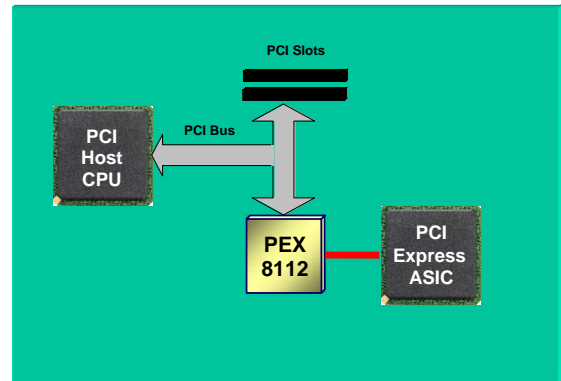 PCI Slots
PCI Bus
PCI
Host
CPU
PEX
8112
PCI
Express
ASIC